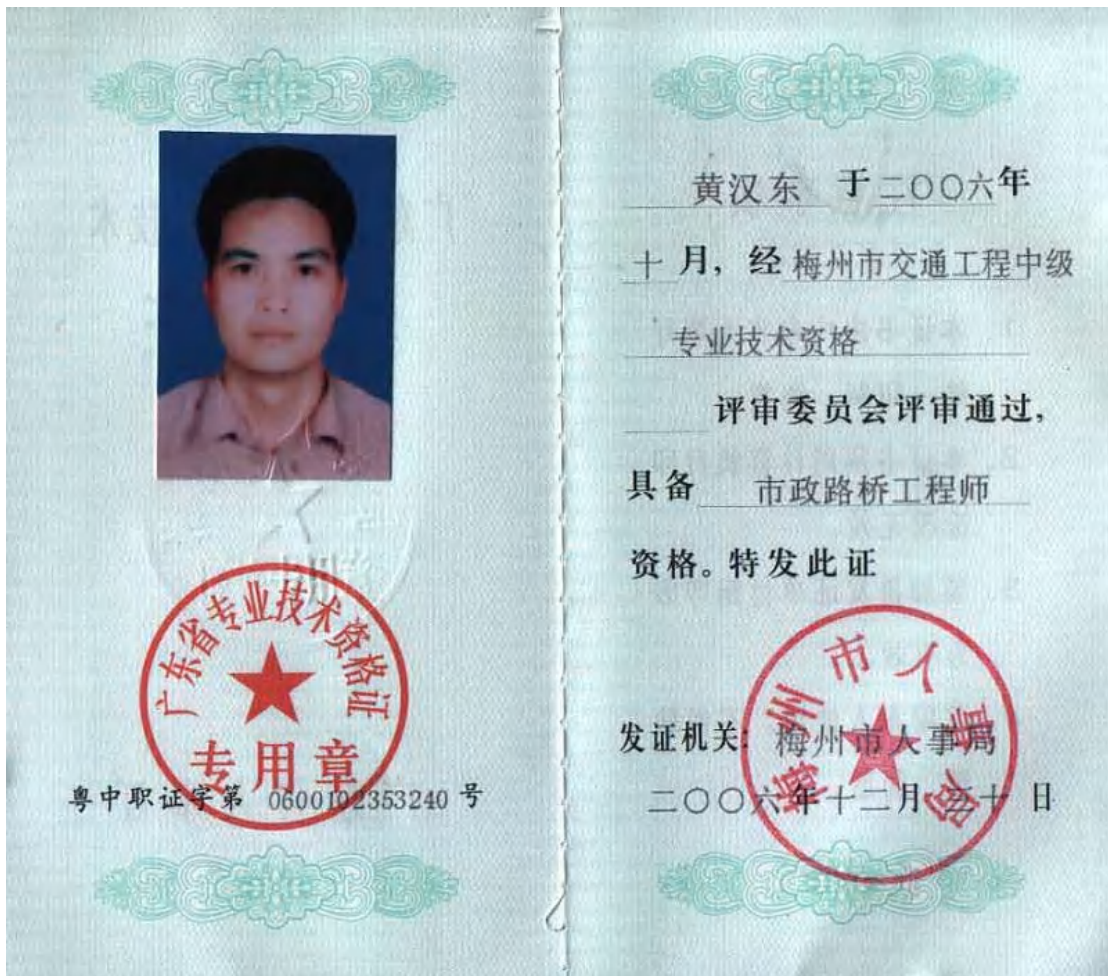 广东省专业技术资格证
专用章
粤中职证字第 0600102353240 号
黄汉东 于二〇〇六年
十月，经梅州市交通工程中级
专业技术资格
评审委员会评审通过，
具备 市政路桥工程师
资格。特发此证
梅州市人事局
发证机关: 梅州市人事局
二〇〇六年十二月 十日